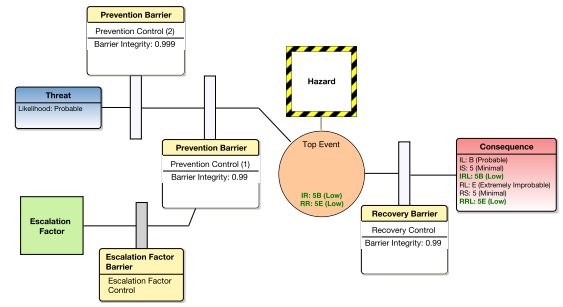 Prevention Barrier
Prevention Control (2)
Barrier Integrity: 0.999
Threat
Likelihood: Probable
Hazard
Prevention Barrier
Prevention Control (1)
Barrier Integrity: 0.99
Top Event
IR: 5B (Low)
RR: 5E (Low)
Consequence
IL: B (Probable)
IS: 5 (Minimal)
IRL: 5B (Low)
RL: E (Extremely Improbable)
RS: 5 (Minimal)
RRL: 5E (Low)
Recovery Barrier
Recovery Control
Barrier Integrity: 0.99
Escalation
Factor
Escalation Factor
Barrier
Escalation Factor
Control